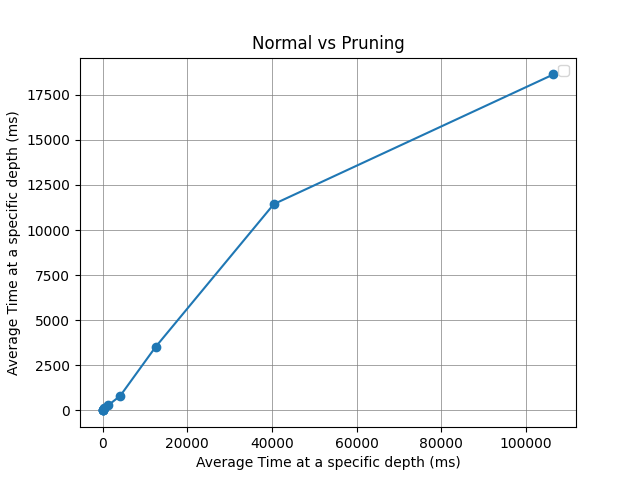 Normal vs Pruning
17500
15000
12500
10000
7500
5000
2500
0
Average Time at a specific depth (ms)
0 20000 40000 60000 80000 100000
Average Time at a specific depth (ms)